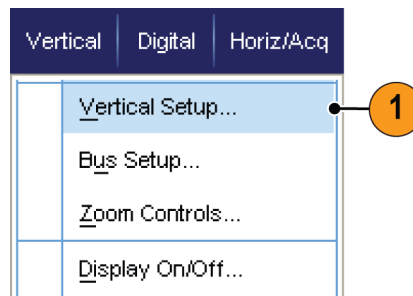 Vertical Digital Horiz/Acq
Vertical Setup... 1
Bus Setup...
Zoom Controls...
Display On/Off...